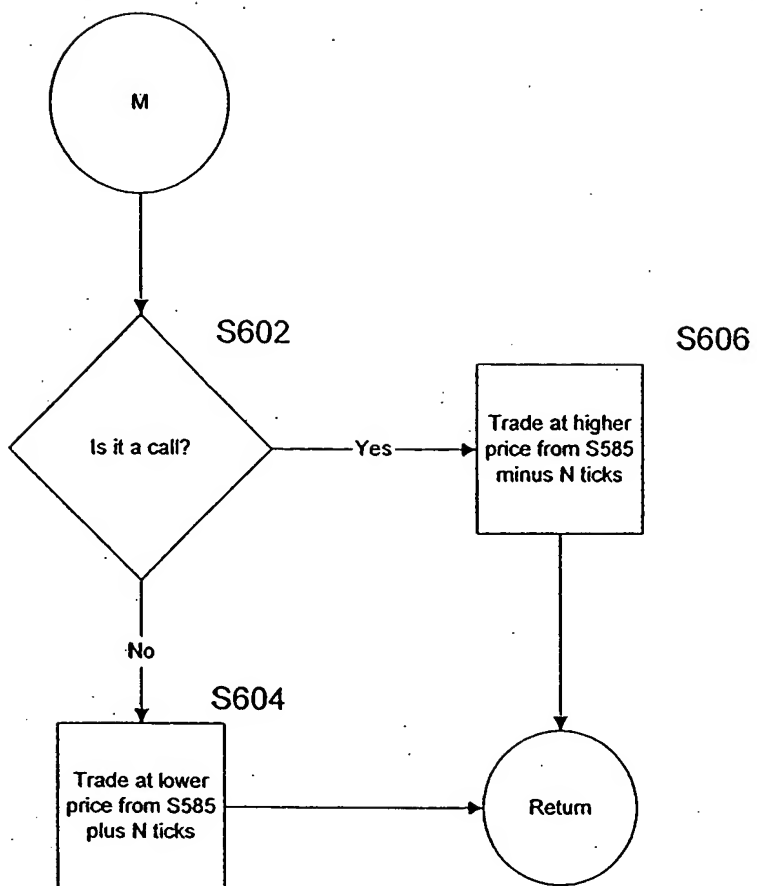 M
S602
S606
Is it a call?
Yes
Trade at higher
price from S585
minus N ticks
No
S604
Trade at lower
price from S585
plus N ticks
Return